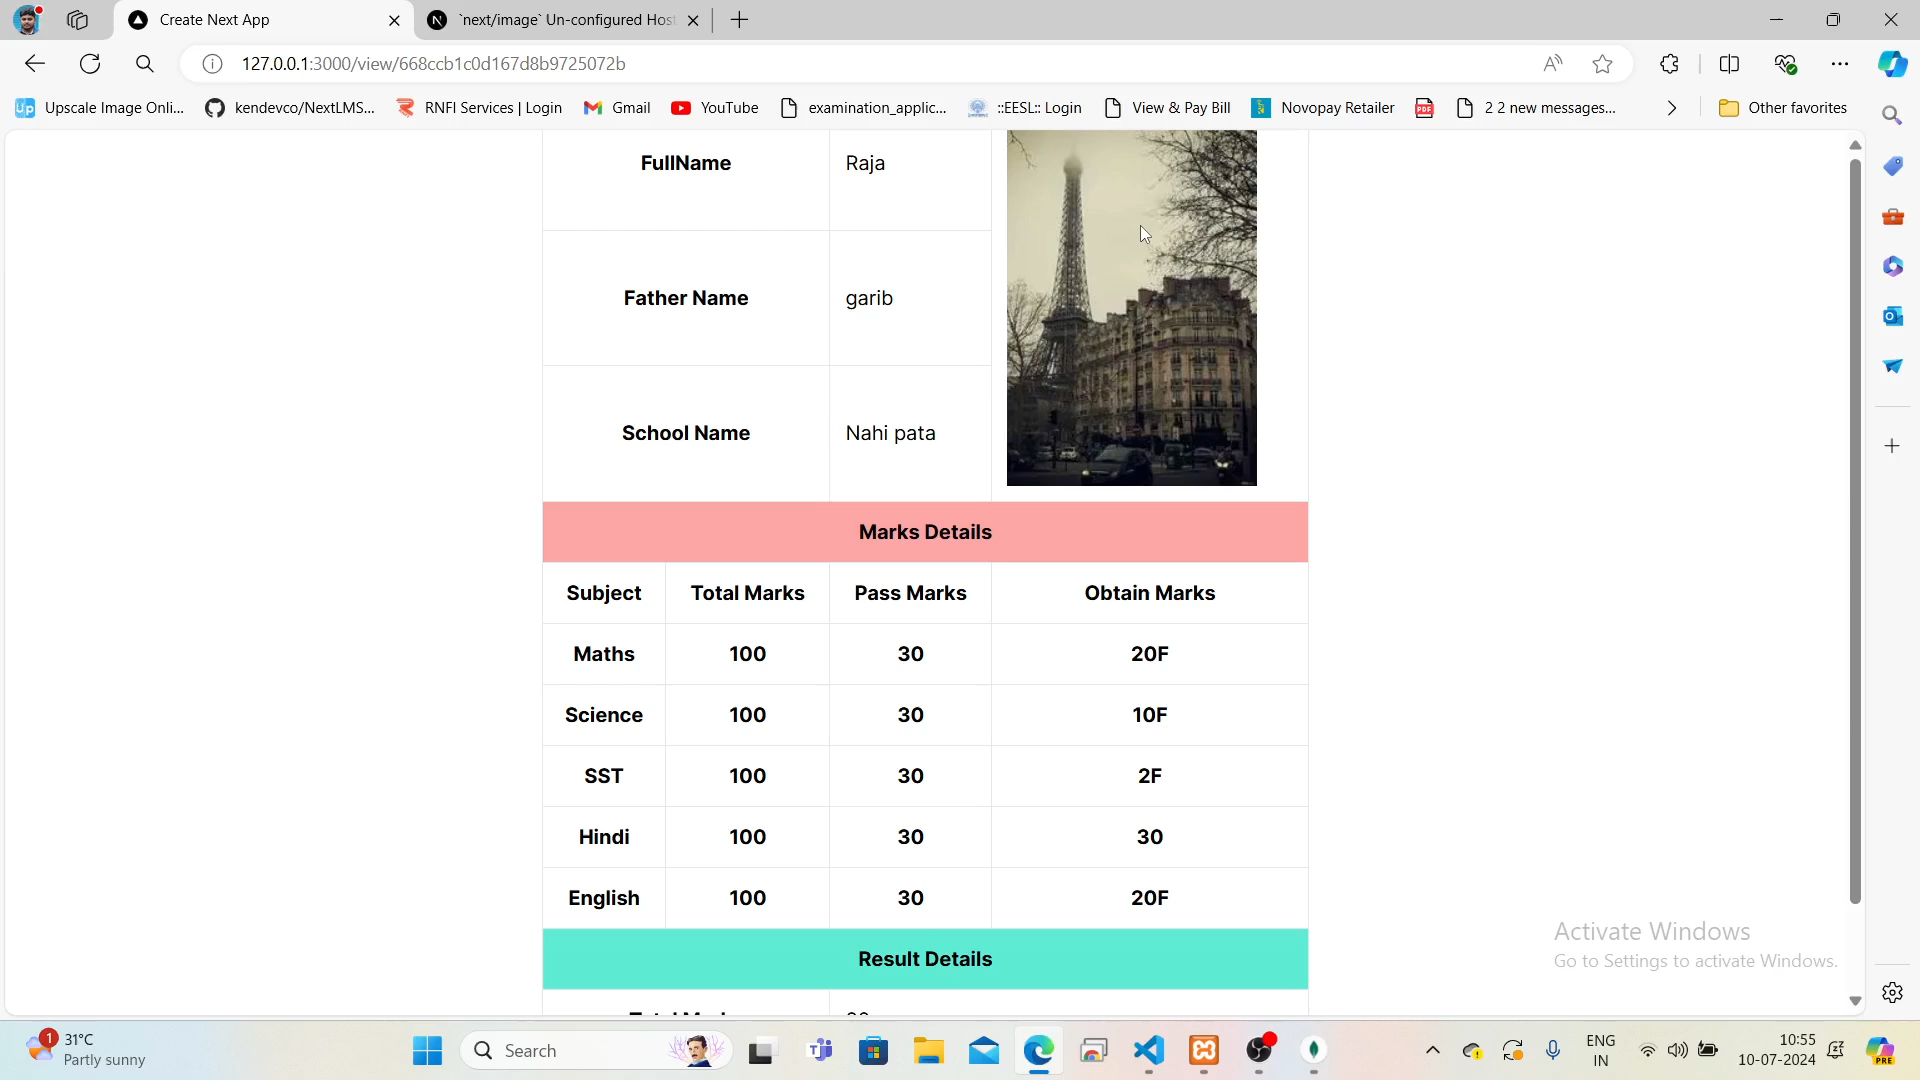 Create Next App
`next/image` Un-configured Host
127.0.0.1:3000/view/668ccb1c0d167d8b9725072b
Upscale Image Onli...
kendevco/NextLMS...
RNFI Services | Login
Gmail
YouTube
examination_applic...
::EESL:: Login
View & Pay Bill
Novopay Retailer
PDF
2 2 new messages...
Other favorites
FullName Raja
Father Name garib
School Name Nahi pata
Marks Details
Subject Total Marks Pass Marks Obtain Marks
Maths 100 30 20F
Science 100 30 10F
SST 100 30 2F
Hindi 100 30 30
English 100 30 20F
Result Details
Activate Windows
Go to Settings to activate Windows.
1
31°C
Partly sunny
Search
ENG
IN
10:55
10-07-2024
PRE